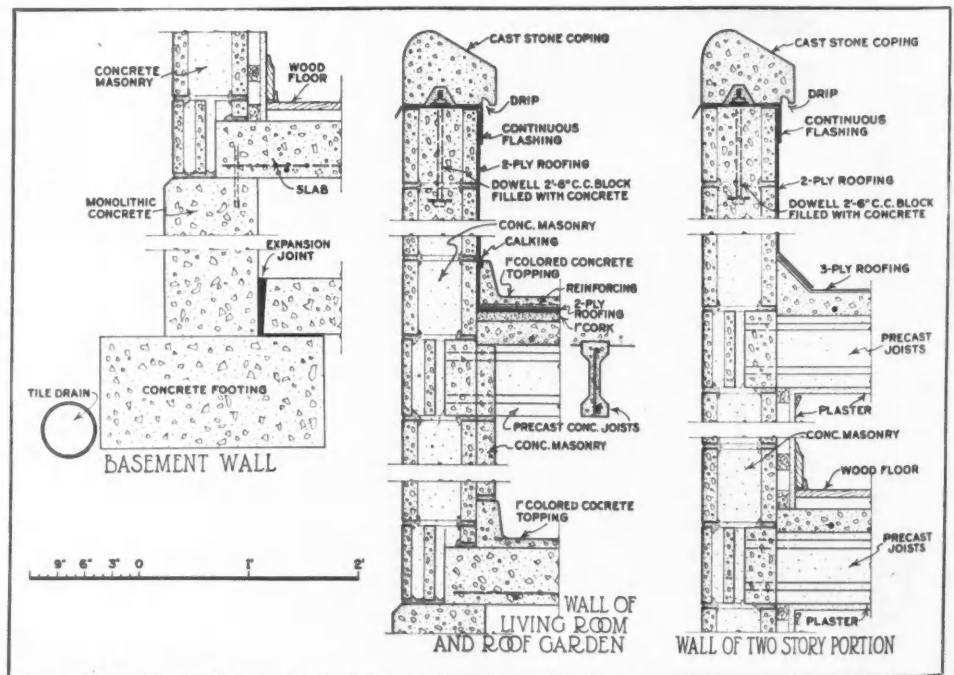 CONCRETE
MASONRY
WOOD
FLOOR
SLAB
MONOLITHIC
CONCRETE
EXPANSION
JOINT
CONCRETE FOOTING
TILE DRAIN
BASEMENT WALL
9" 6" 3" 0 1' 2'
CAST STONE COPING
DRIP
CONTINUOUS
FLASHING
2-PLY ROOFING
DOWELL 2'-6" C.C. BLOCK
FILLED WITH CONCRETE
CONC. MASONRY
CALKING
1" COLORED CONCRETE
TOPPING
REINFORCING
2-PLY
ROOFING
1" CORK
PRECAST CONC. JOISTS
CONC. MASONRY
1" COLORED COCRETE
TOPPING
WALL OF
LIVING ROOM
AND ROOF GARDEN
CAST STONE COPING
DRIP
CONTINUOUS
FLASHING
2-PLY ROOFING
DOWELL 2'-6" C.C. BLOCK
FILLED WITH CONCRETE
3-PLY ROOFING
PRECAST
JOISTS
PLASTER
CONC. MASONRY
WOOD FLOOR
PRECAST
JOISTS
PLASTER
WALL OF TWO STORY PORTION